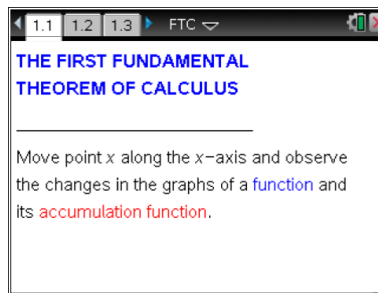 1.1 1.2 1.3 FTC
THE FIRST FUNDAMENTAL
THEOREM OF CALCULUS
Move point x along the x–axis and observe
the changes in the graphs of a function and
its accumulation function.